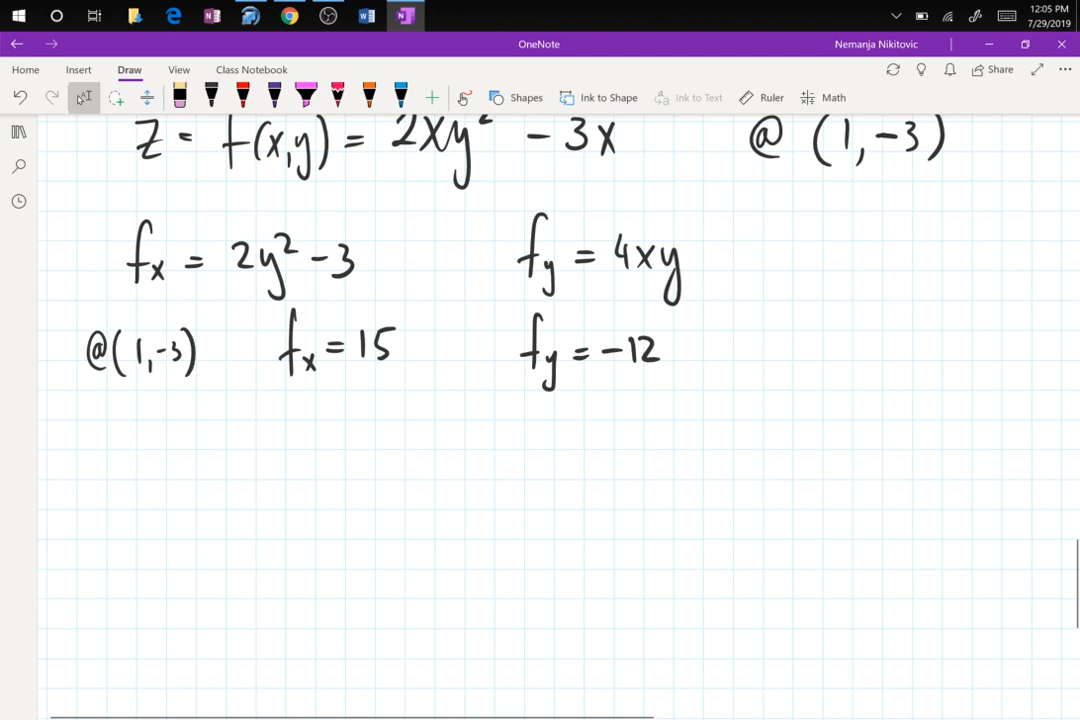 12:05 PM
7/29/2019
OneNote
Nemanja Nikitovic
Home Insert Draw View Class Notebook Share
Shapes Ink to Shape Ink to Text Ruler Math
z = f(x,y) = 2xy² - 3x @ (1, -3)
fₓ = 2y² - 3 f_y = 4xy
@(1,-3) fₓ = 15 f_y = -12